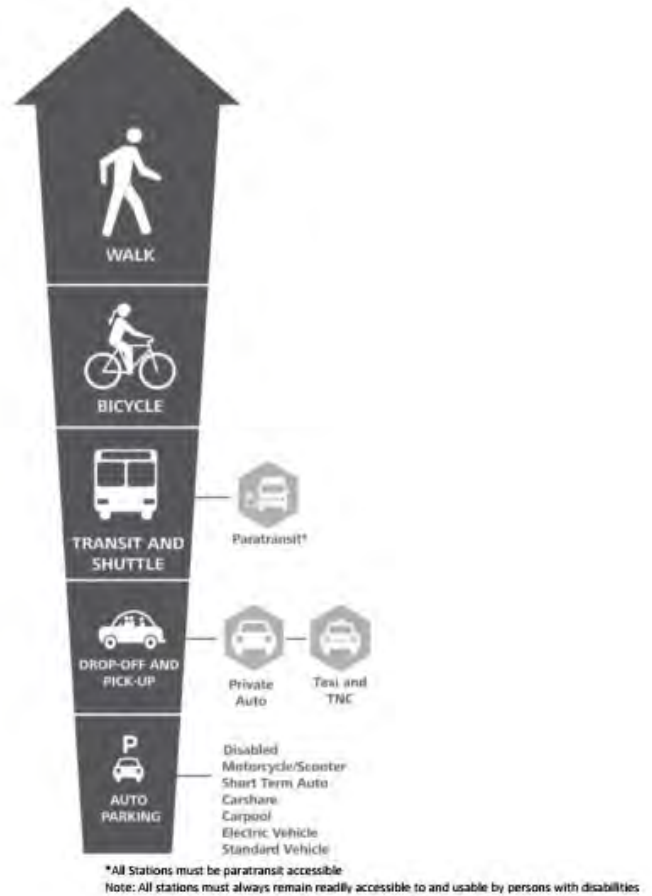 WALK
BICYCLE
TRANSIT AND
SHUTTLE
Paratransit*
DROP-OFF AND
PICK-UP
Private
Auto
Taxi and
TNC
P
AUTO
PARKING
Disabled
Motorcycle/Scooter
Short Term Auto
Carshare
Carpool
Electric Vehicle
Standard Vehicle
*All Stations must be paratransit accessible
Note: All stations must always remain readily accessible to and usable by persons with disabilities